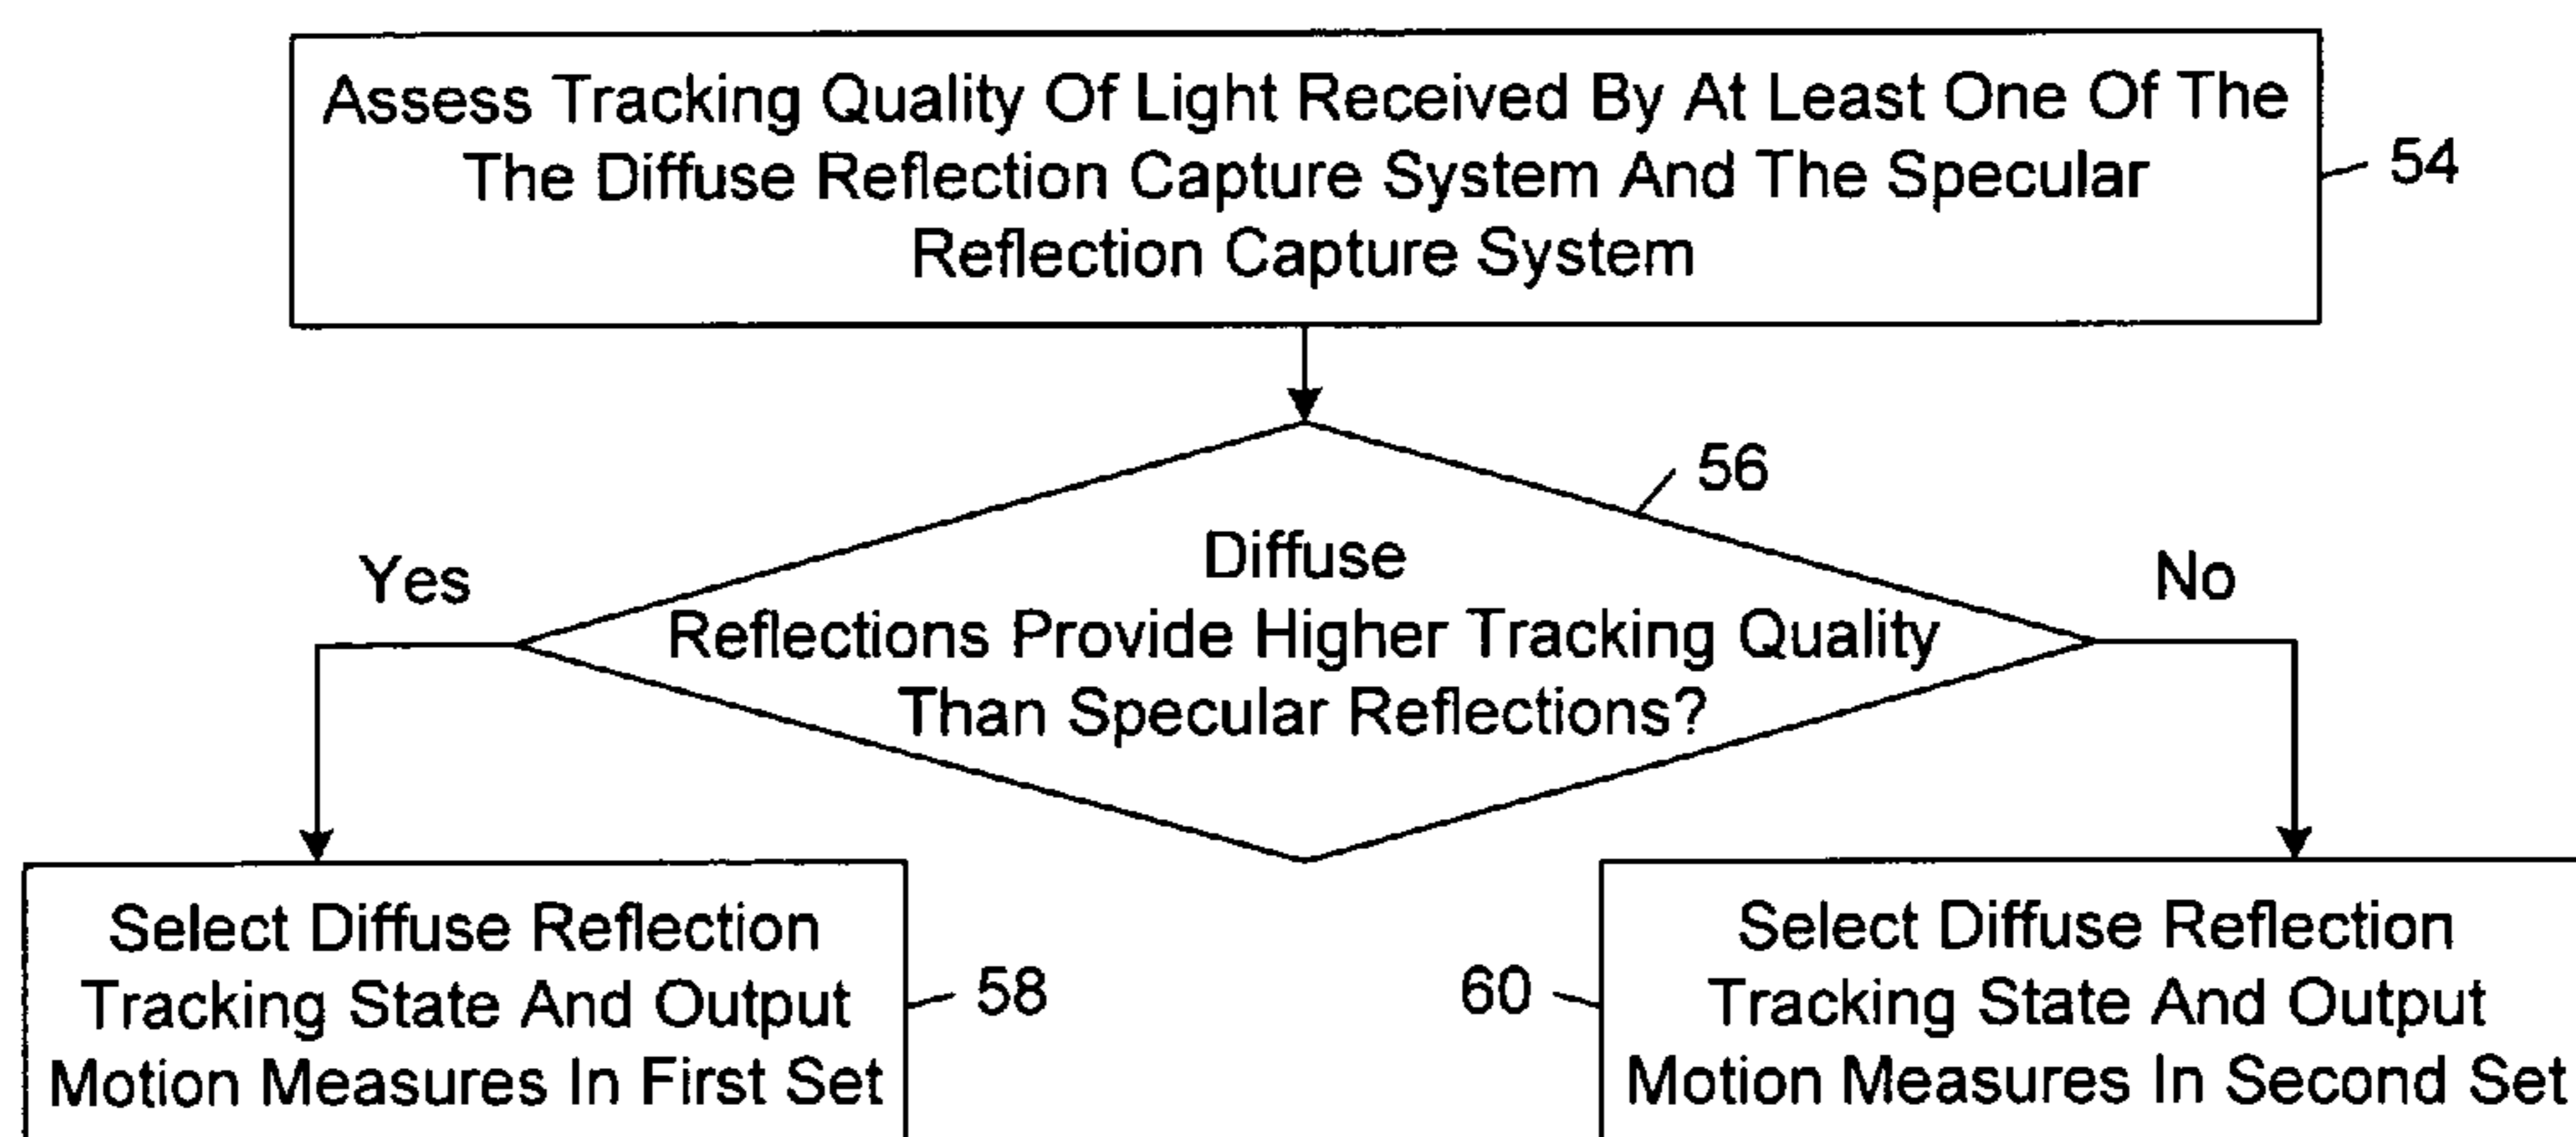 Assess Tracking Quality Of Light Received By At Least One Of The
The Diffuse Reflection Capture System And The Specular
Reflection Capture System
54
56
Diffuse
Reflections Provide Higher Tracking Quality
Than Specular Reflections?
Yes
No
Select Diffuse Reflection
Tracking State And Output
Motion Measures In First Set
58
60
Select Diffuse Reflection
Tracking State And Output
Motion Measures In Second Set